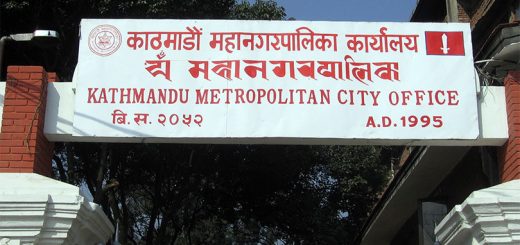 काठमाडौं महानगरपालिका कार्यालय
KATHMANDU METROPOLITAN CITY OFFICE
बि.स. २०५२ A.D. 1995